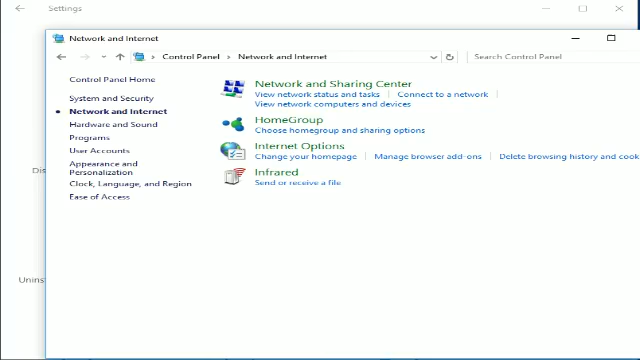 Settings
Network and Internet
Control Panel > Network and Internet
Search Control Panel
Control Panel Home
System and Security
Network and Internet
Hardware and Sound
Programs
User Accounts
Appearance and
Personalization
Clock, Language, and Region
Ease of Access
Network and Sharing Center
View network status and tasks | Connect to a network |
View network computers and devices
HomeGroup
Choose homegroup and sharing options
Internet Options
Change your homepage | Manage browser add-ons | Delete browsing history and cook
Infrared
Send or receive a file
Dis
Unins